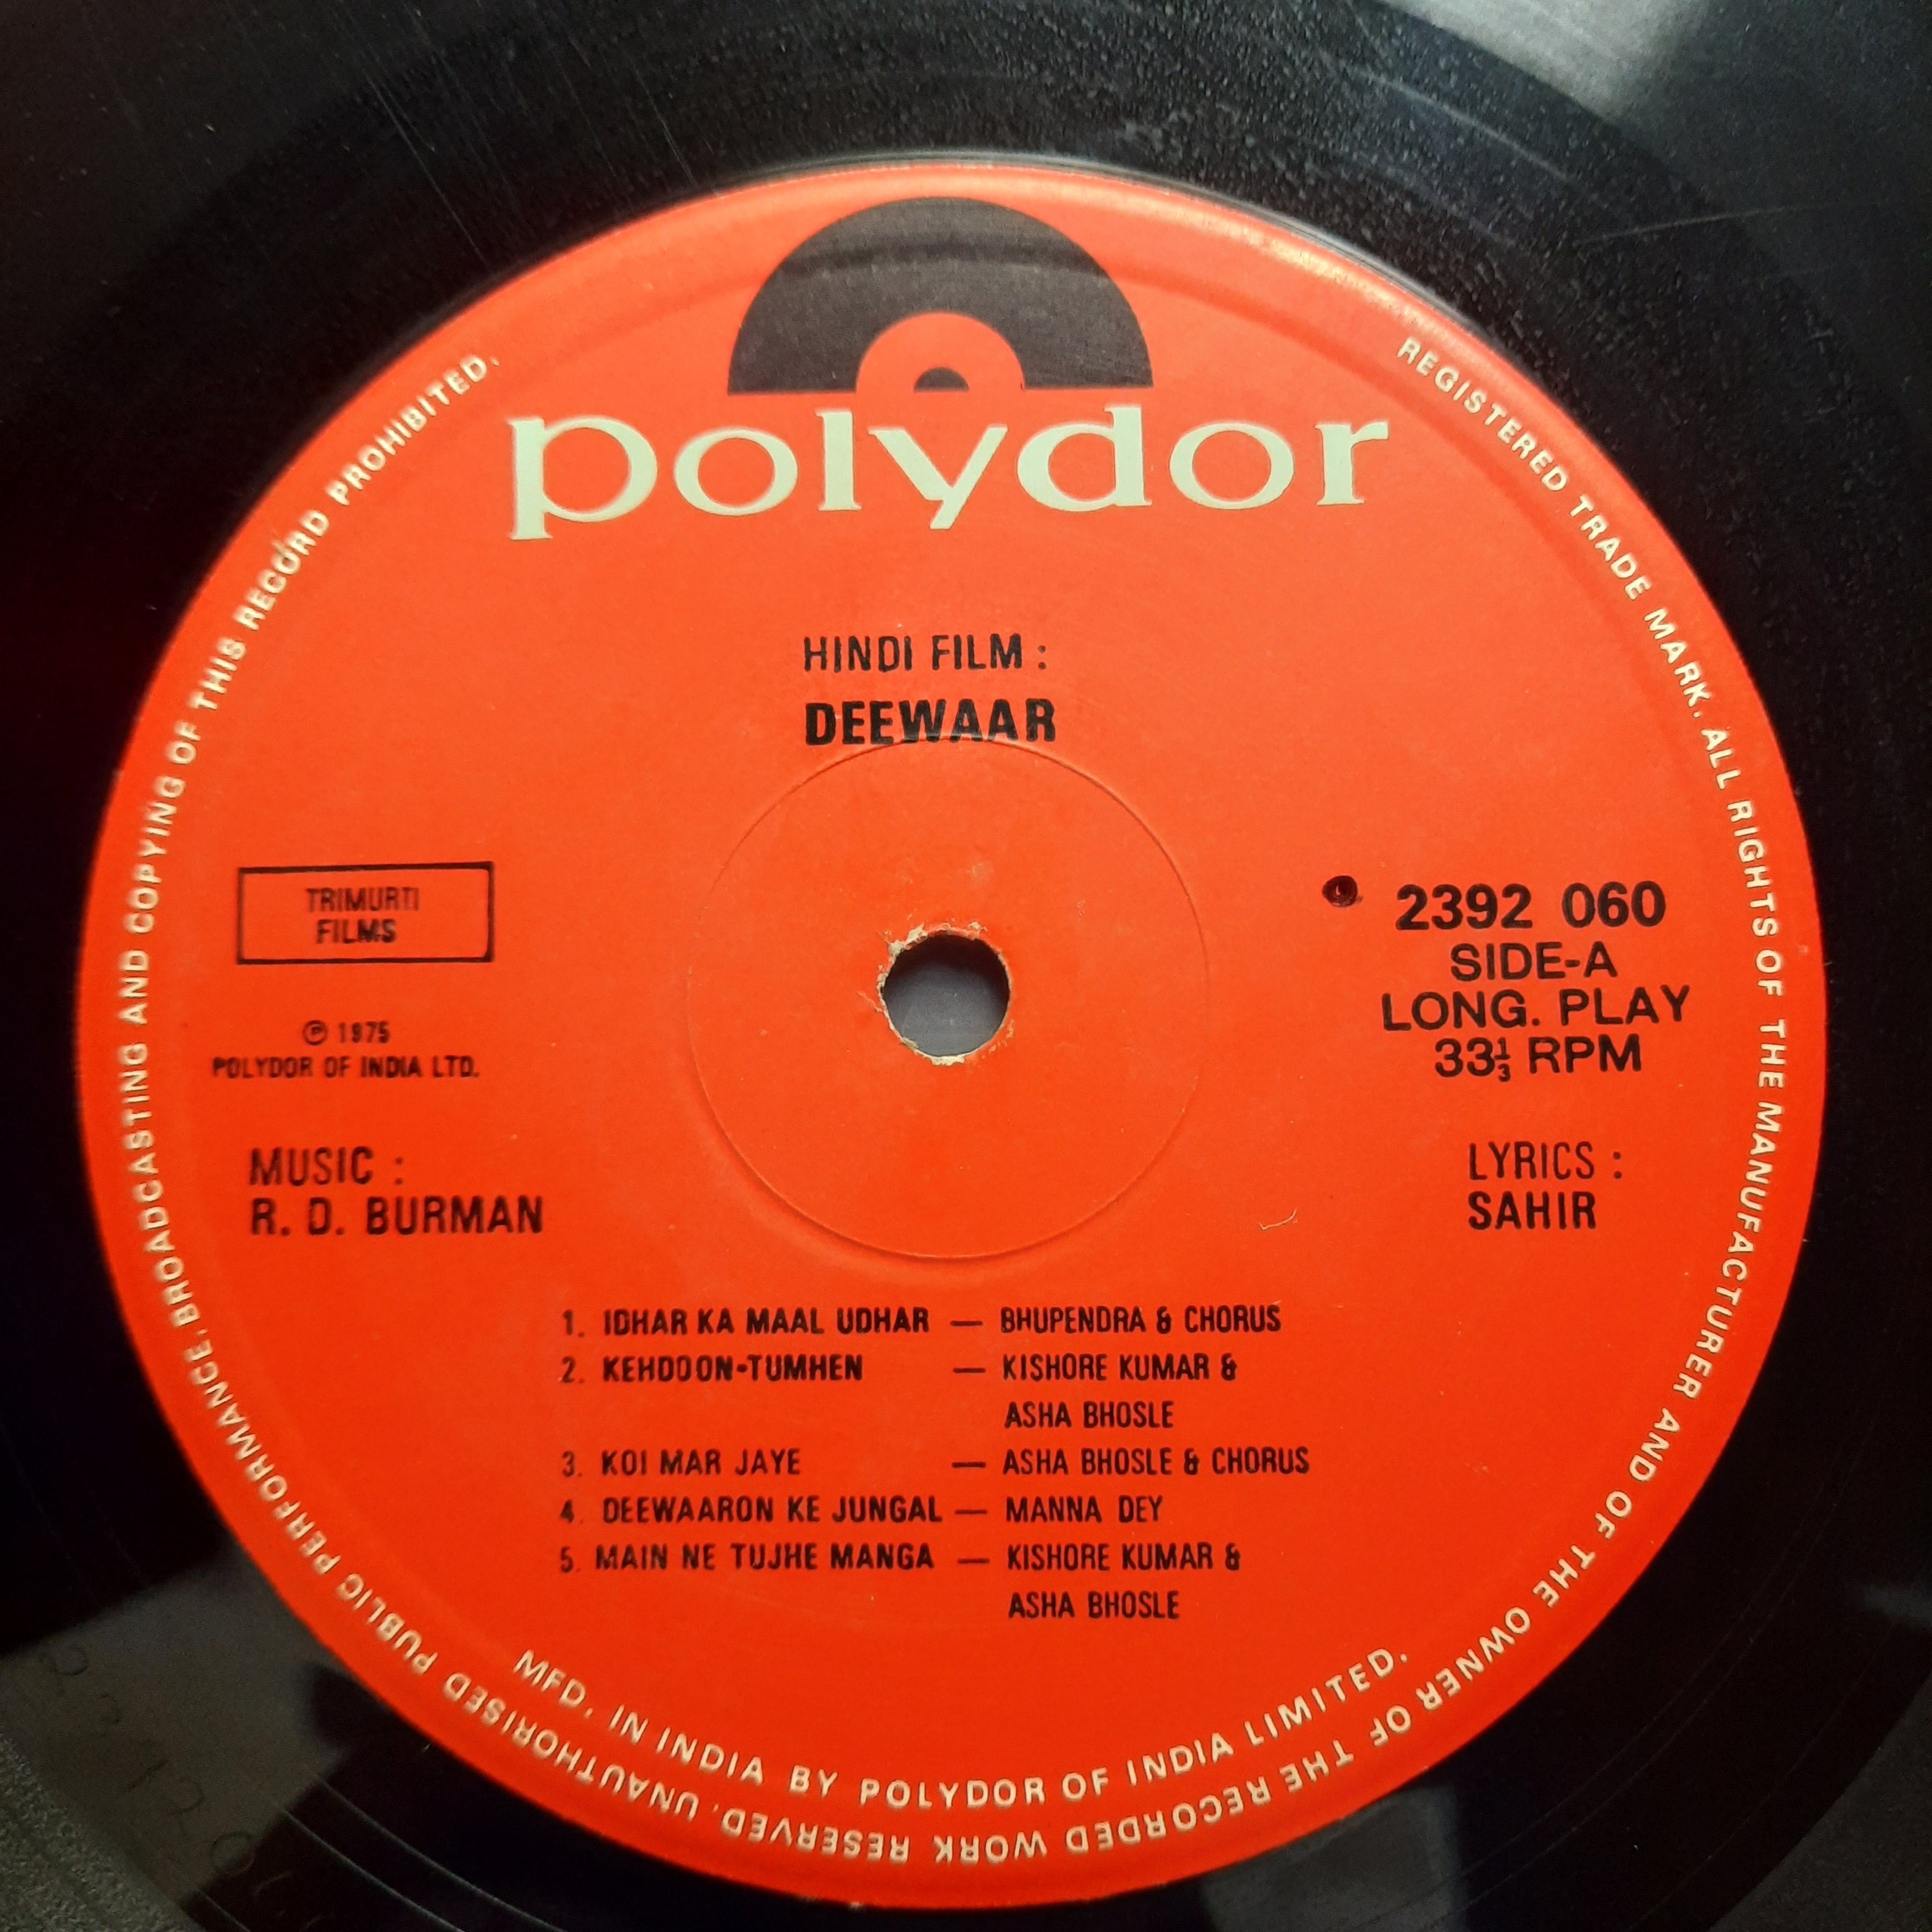 polydor
HINDI FILM :
DEEWAAR
TRIMURTI
FILMS
℗ 1975
POLYDOR OF INDIA LTD.
2392 060
SIDE-A
LONG. PLAY
33⅓ RPM
MUSIC :
R. D. BURMAN
LYRICS :
SAHIR
1. IDHAR KA MAAL UDHAR — BHUPENDRA & CHORUS
2. KEHDOON-TUMHEN — KISHORE KUMAR &
ASHA BHOSLE
3. KOI MAR JAYE — ASHA BHOSLE & CHORUS
4. DEEWAARON KE JUNGAL — MANNA DEY
5. MAIN NE TUJHE MANGA — KISHORE KUMAR &
ASHA BHOSLE
MFD. IN INDIA BY POLYDOR OF INDIA LIMITED.
REGISTERED TRADE MARK. ALL RIGHTS OF THE MANUFACTURER AND OF THE OWNER OF THE RECORDED WORK RESERVED. UNAUTHORISED PUBLIC PERFORMANCE, BROADCASTING AND COPYING OF THIS RECORD PROHIBITED.